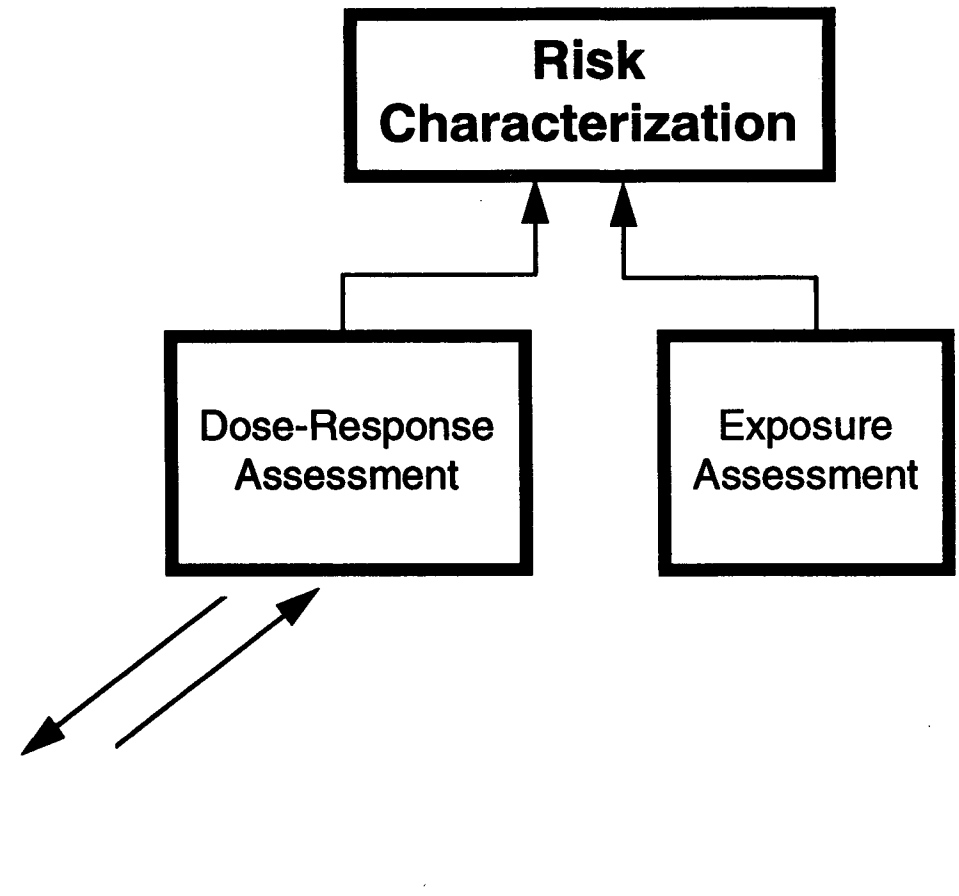 Risk
Characterization
Dose-Response
Assessment
Exposure
Assessment